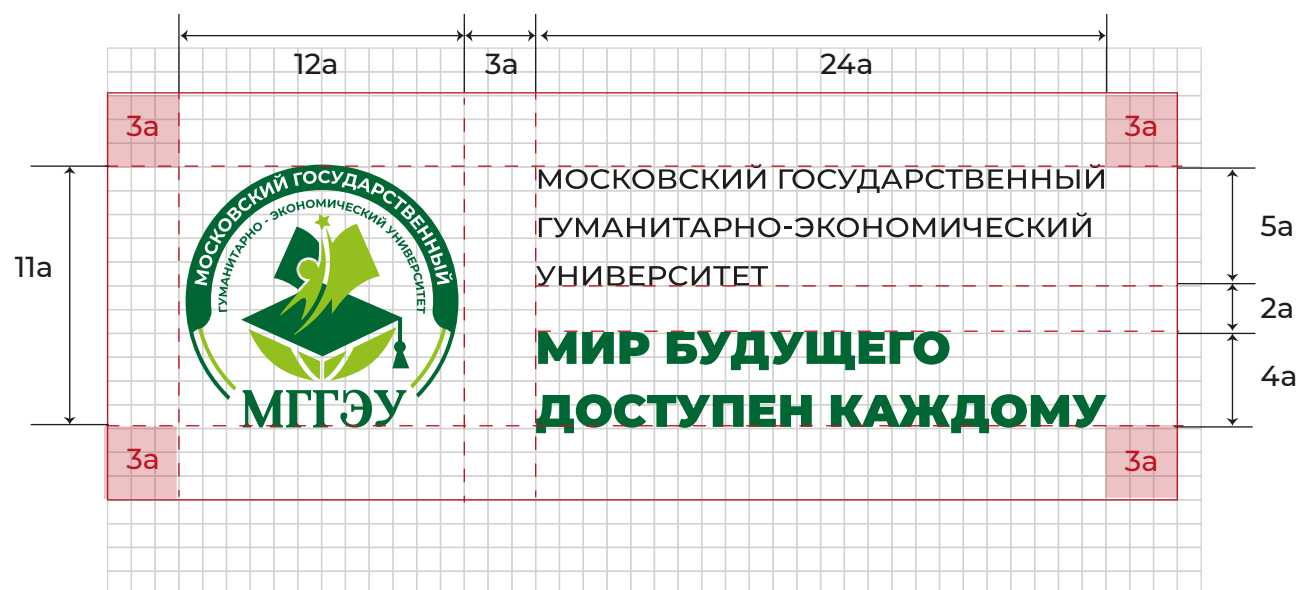 12a
3a
24a
3a
3a
11a
МОСКОВСКИЙ ГОСУДАРСТВЕННЫЙ
ГУМАНИТАРНО - ЭКОНОМИЧЕСКИЙ УНИВЕРСИТЕТ
МГГЭУ
МОСКОВСКИЙ ГОСУДАРСТВЕННЫЙ
ГУМАНИТАРНО-ЭКОНОМИЧЕСКИЙ
УНИВЕРСИТЕТ
МИР БУДУЩЕГО
ДОСТУПЕН КАЖДОМУ
5a
2a
4a
3a
3a